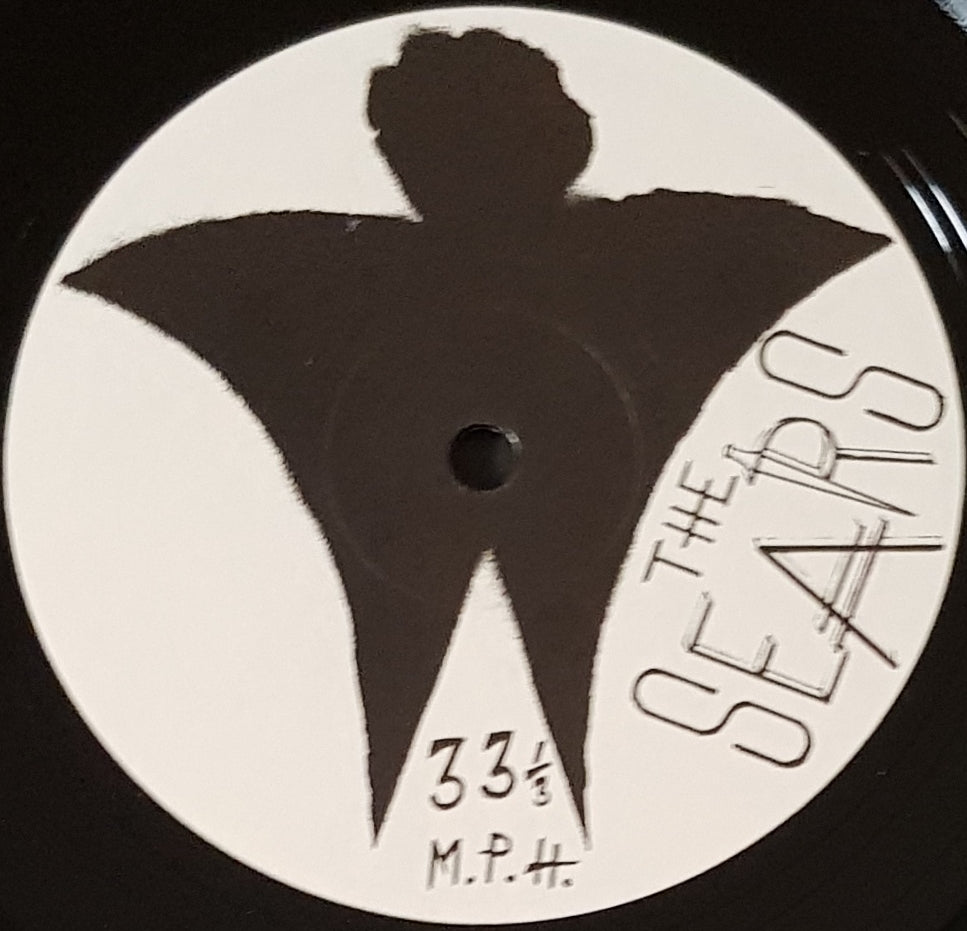 THE
SEARS
33⅓
M.P.H.